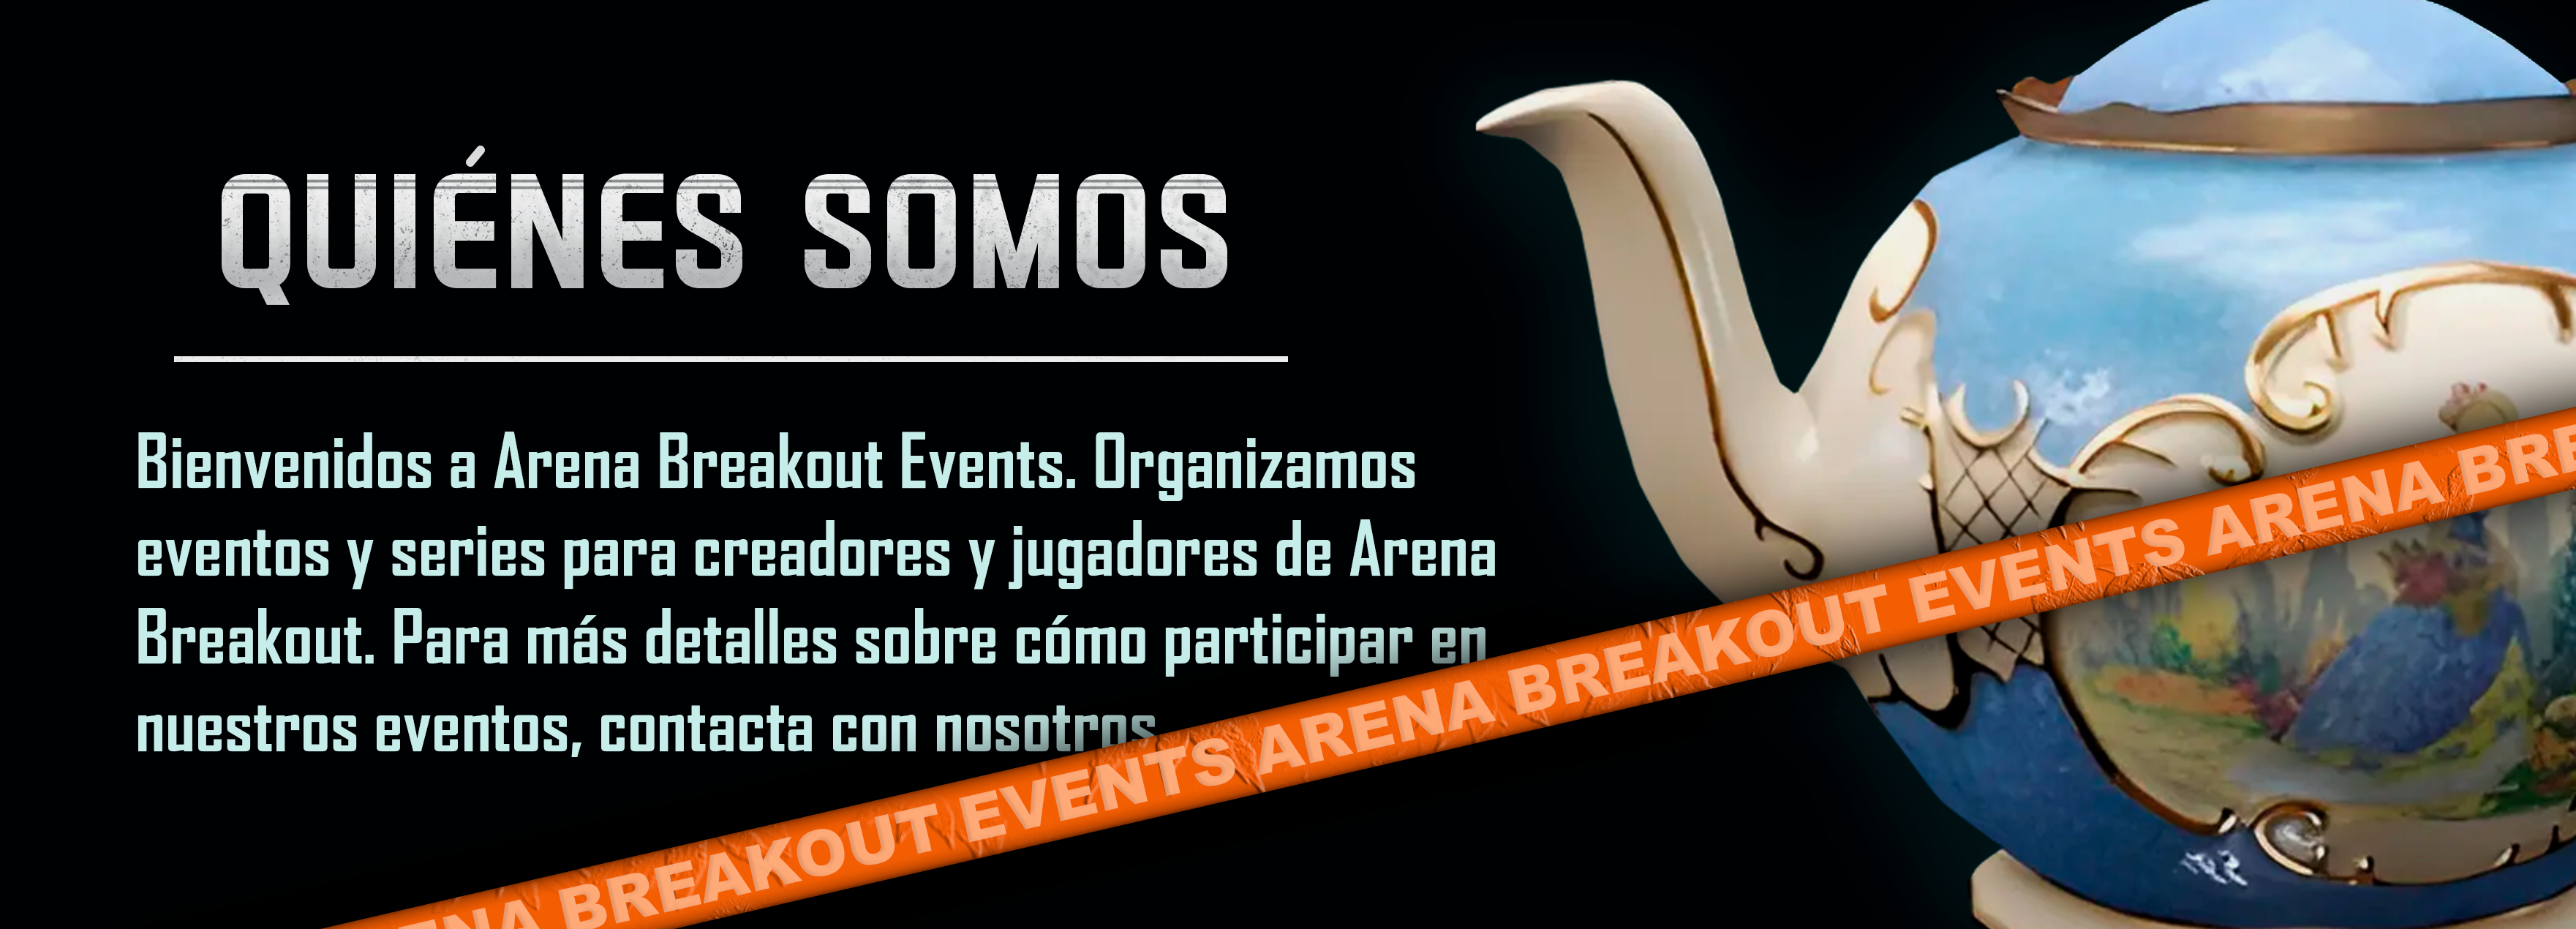 QUIÉNES SOMOS
Bienvenidos a Arena Breakout Events. Organizamos
eventos y series para creadores y jugadores de Arena
Breakout. Para más detalles sobre cómo participar en
nuestros eventos, contacta con nosotros
BREAKOUT EVENTS ARENA BREAKOUT EVENTS ARENA